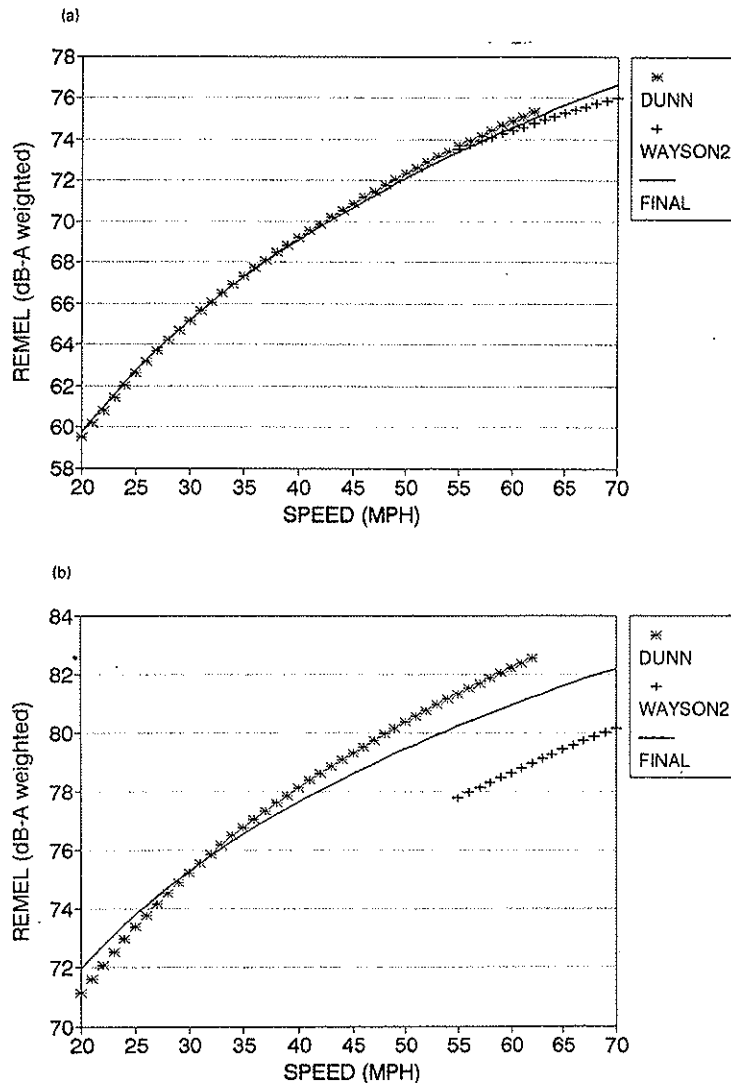 (a)
78
76
74
72
70
68
66
64
62
60
58
REMEL (dB-A weighted)
20 25 30 35 40 45 50 55 60 65 70
SPEED (MPH)
DUNN
WAYSON2
FINAL
(b)
84
82
80
78
76
74
72
70
REMEL (dB-A weighted)
20 25 30 35 40 45 50 55 60 65 70
SPEED (MPH)
DUNN
WAYSON2
FINAL